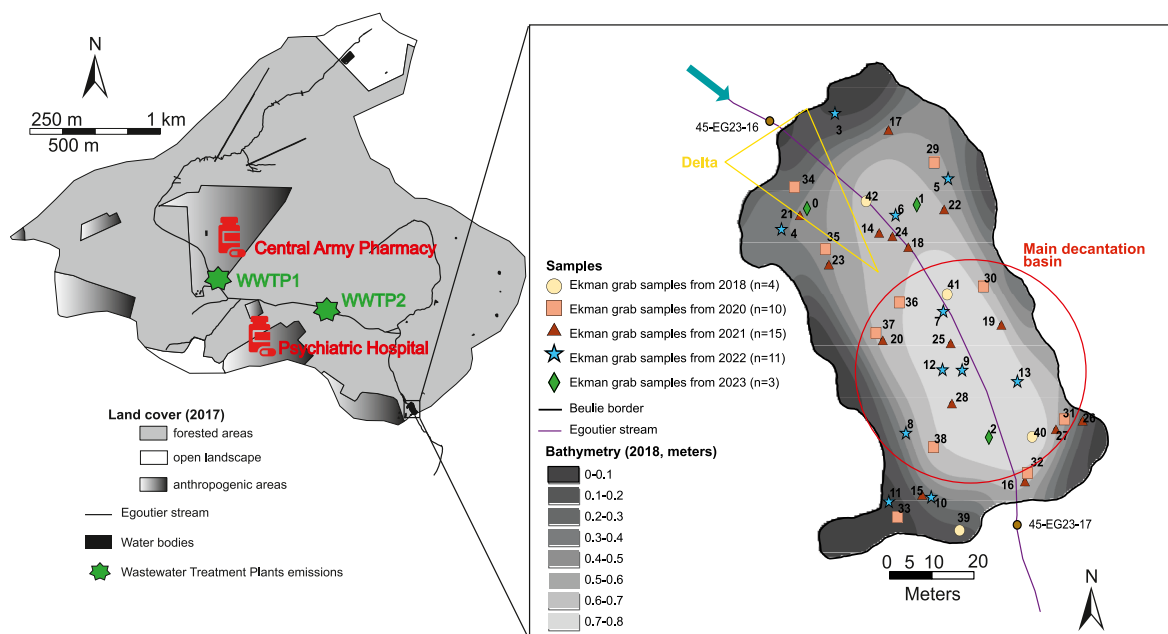 N
250 m 1 km
500 m
Central Army Pharmacy
WWTP1
WWTP2
Psychiatric Hospital
Land cover (2017)
forested areas
open landscape
anthropogenic areas
Egoutier stream
Water bodies
Wastewater Treatment Plants emissions
45-EG23-16
Delta
3
17
29
5
34
0
42
6
1
22
21
4
14
24
18
35
23
Main decantation
basin
30
41
36
7
19
37
20
25
12
9
13
28
8
31
26
27
40
2
38
32
16
11
15
10
33
39
45-EG23-17
Samples
Ekman grab samples from 2018 (n=4)
Ekman grab samples from 2020 (n=10)
Ekman grab samples from 2021 (n=15)
Ekman grab samples from 2022 (n=11)
Ekman grab samples from 2023 (n=3)
Beulie border
Egoutier stream
Bathymetry (2018, meters)
0-0.1
0.1-0.2
0.2-0.3
0.3-0.4
0.4-0.5
0.5-0.6
0.6-0.7
0.7-0.8
0 5 10 20
Meters
N